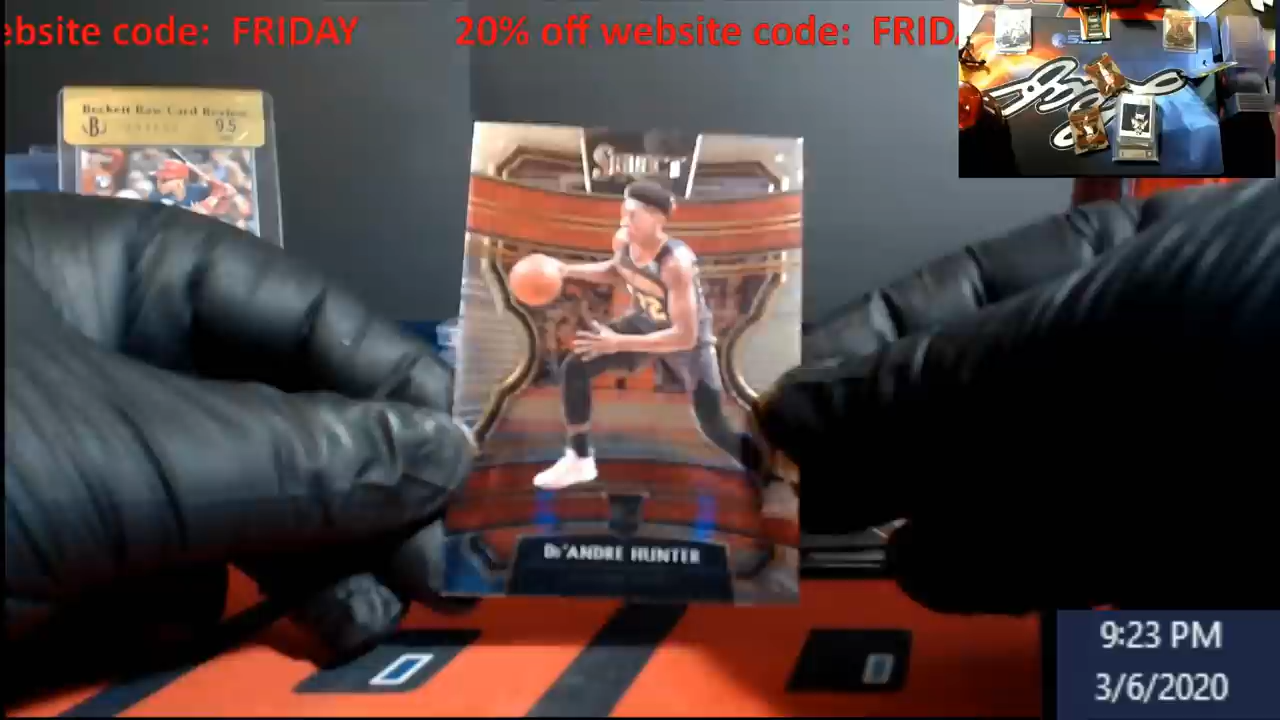 ebsite code: FRIDAY 20% off website code: FRID
Beckett Raw Card Review
B
9.5
Select
De'ANDRE HUNTER
9:23 PM
3/6/2020